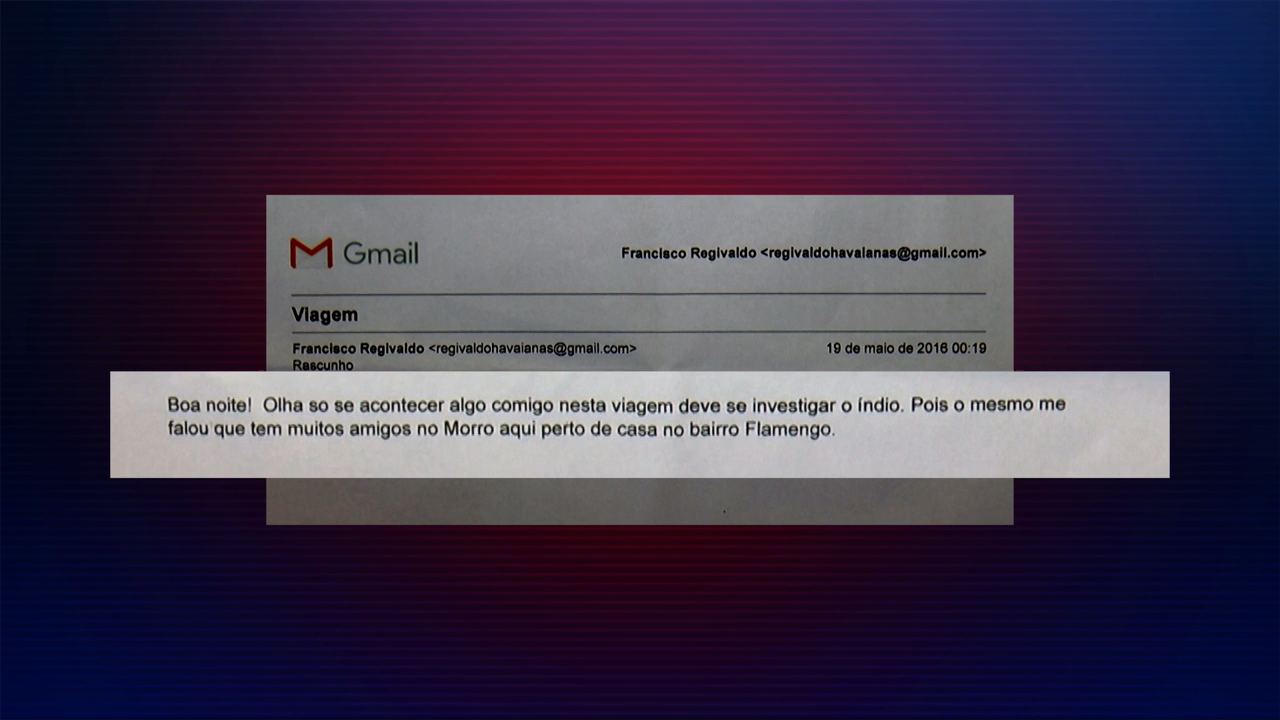 Gmail
Francisco Regivaldo <regivaldohavaianas@gmail.com>
Viagem
Francisco Regivaldo <regivaldohavaianas@gmail.com>
19 de maio de 2016 00:19
Rascunho
Boa noite!  Olha so se acontecer algo comigo nesta viagem deve se investigar o índio. Pois o mesmo me
falou que tem muitos amigos no Morro aqui perto de casa no bairro Flamengo.